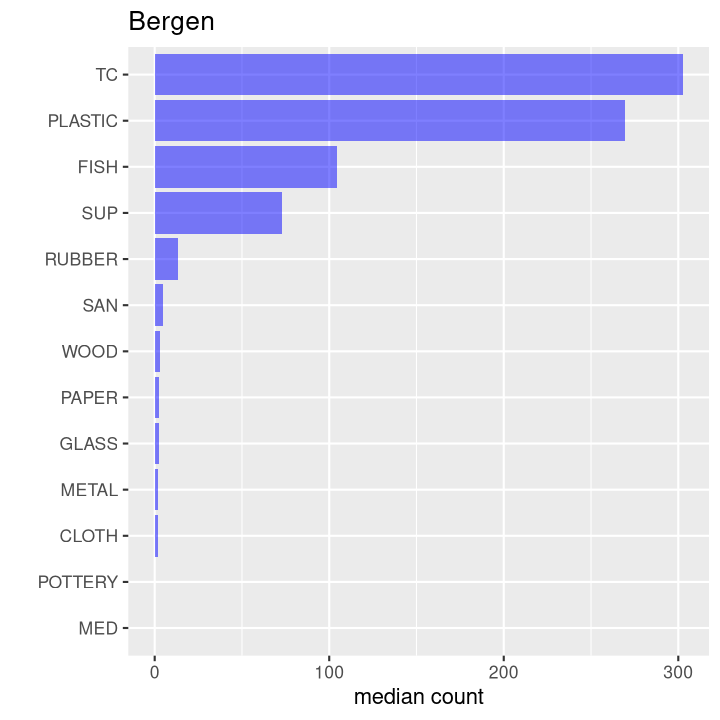 Bergen
TC
PLASTIC
FISH
SUP
RUBBER
SAN
WOOD
PAPER
GLASS
METAL
CLOTH
POTTERY
MED
0 100 200 300
median count